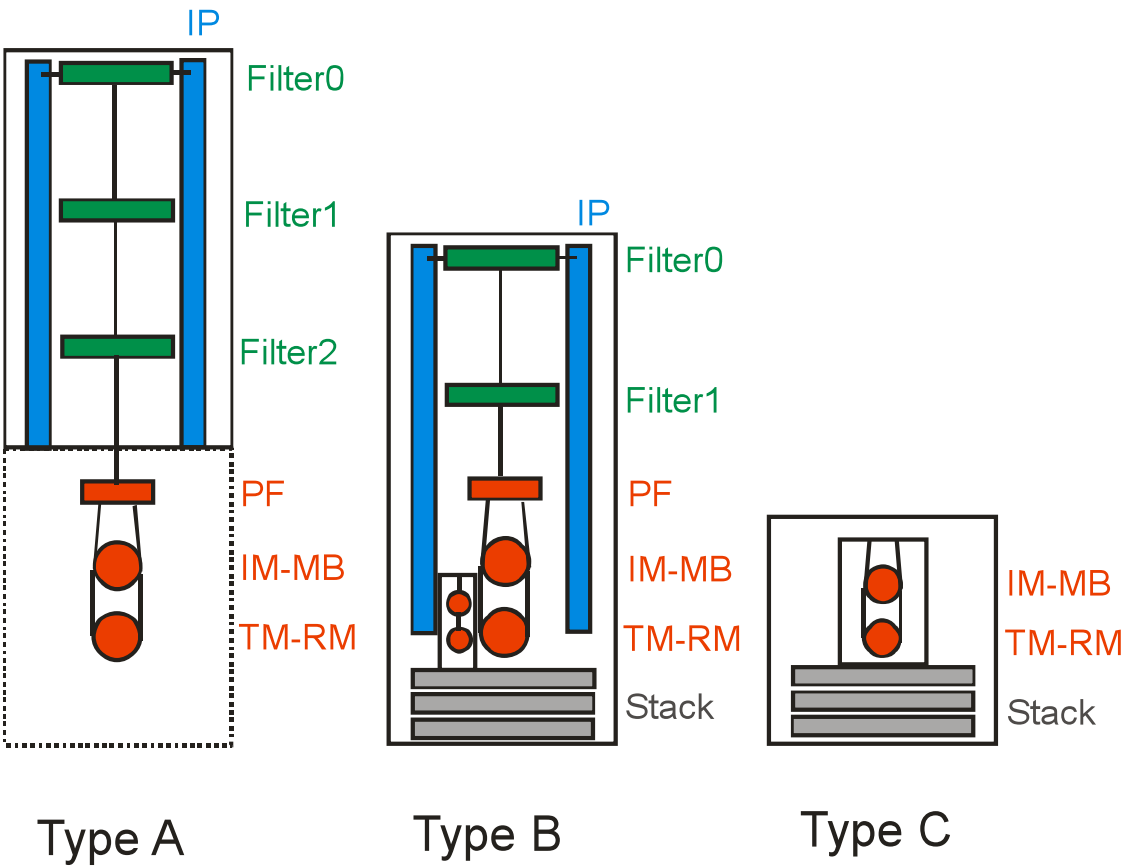 IP
Filter0
Filter1
Filter2
PF
IM-MB
TM-RM
Type A
IP
Filter0
Filter1
PF
IM-MB
TM-RM
Stack
Type B
IM-MB
TM-RM
Stack
Type C